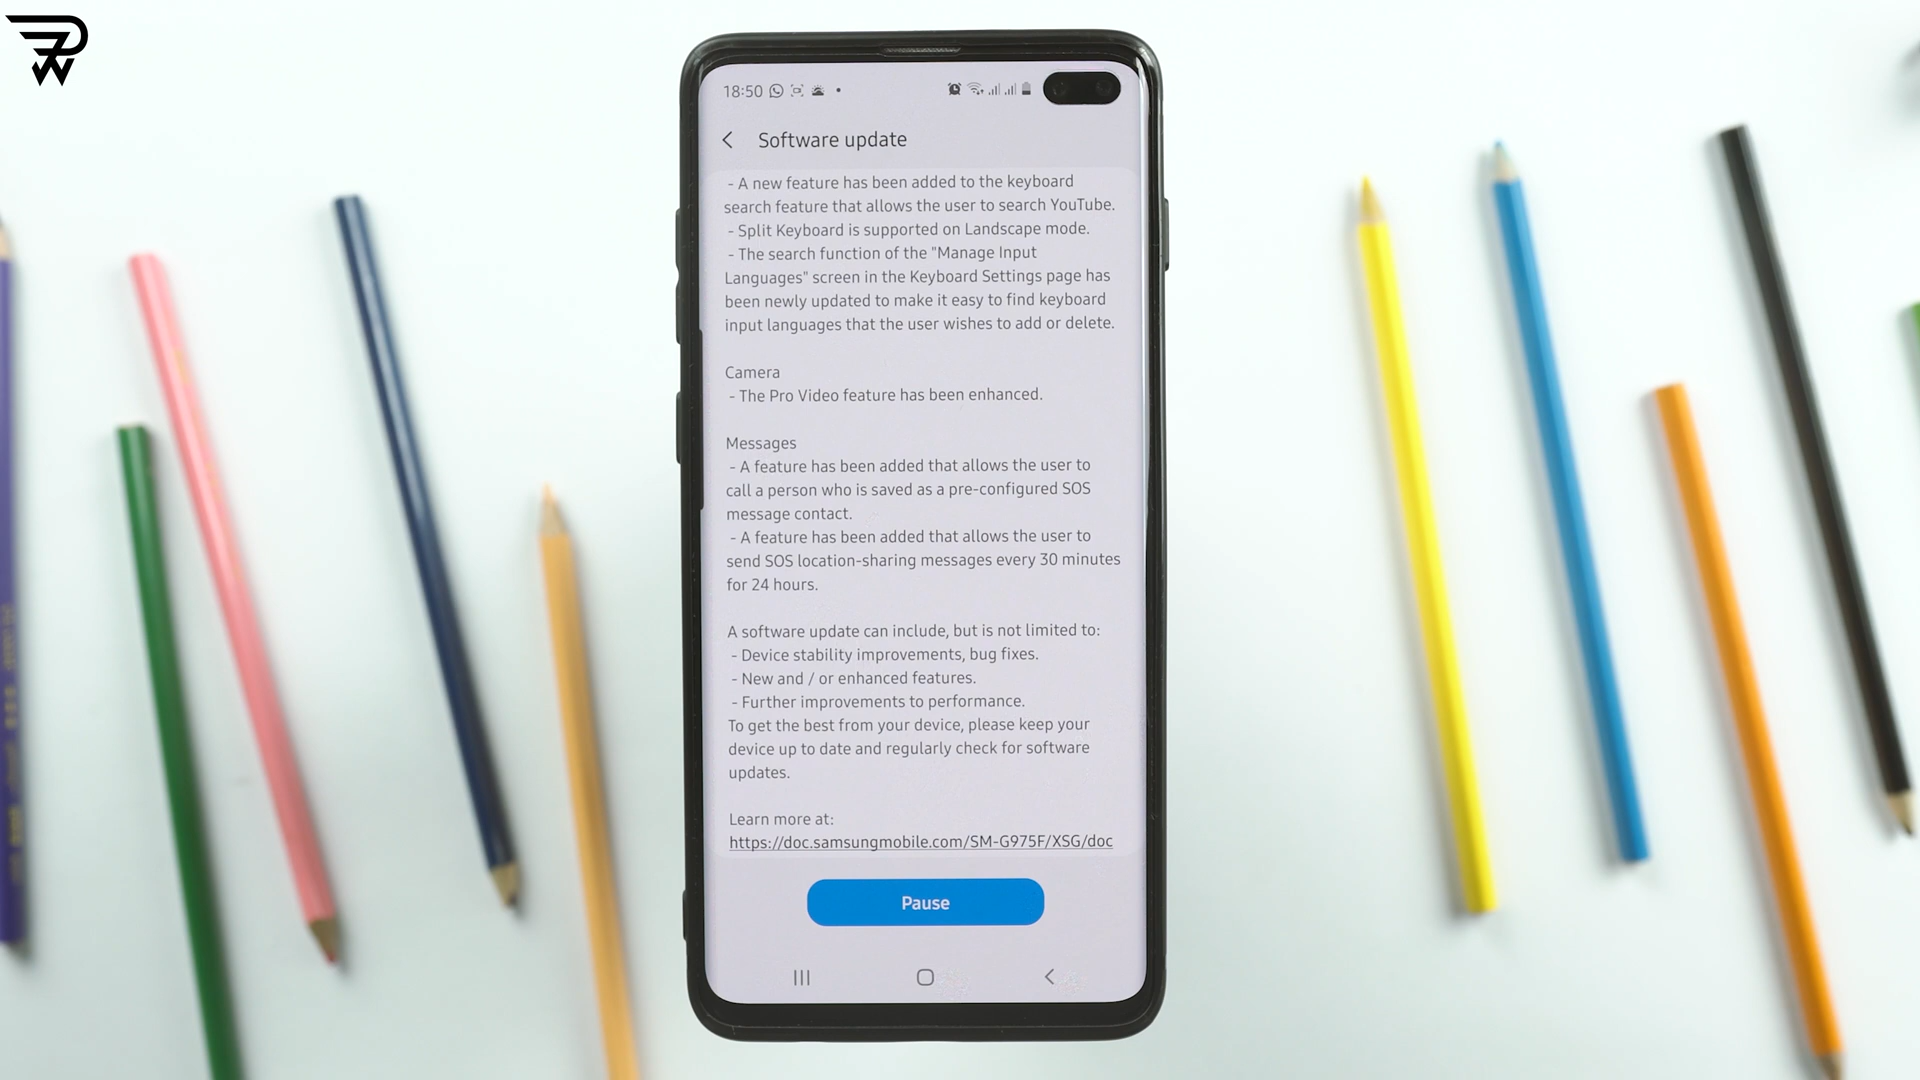 18:50
Software update
- A new feature has been added to the keyboard
search feature that allows the user to search YouTube.
- Split Keyboard is supported on Landscape mode.
- The search function of the "Manage Input
Languages" screen in the Keyboard Settings page has
been newly updated to make it easy to find keyboard
input languages that the user wishes to add or delete.
Camera
- The Pro Video feature has been enhanced.
Messages
- A feature has been added that allows the user to
call a person who is saved as a pre-configured SOS
message contact.
- A feature has been added that allows the user to
send SOS location-sharing messages every 30 minutes
for 24 hours.
A software update can include, but is not limited to:
- Device stability improvements, bug fixes.
- New and / or enhanced features.
- Further improvements to performance.
To get the best from your device, please keep your
device up to date and regularly check for software
updates.
Learn more at:
https://doc.samsungmobile.com/SM-G975F/XSG/doc
Pause